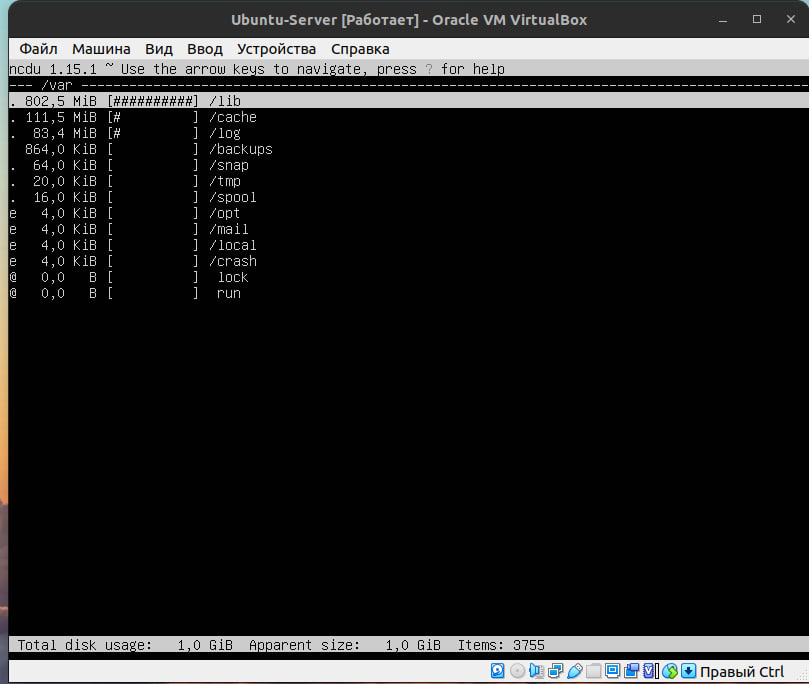 Ubuntu-Server [Работает] - Oracle VM VirtualBox
Файл Машина Вид Ввод Устройства Справка
ncdu 1.15.1 ~ Use the arrow keys to navigate, press ? for help
--- /var ------------------------------------------------------------------------------------------
. 802,5 MiB [##########] /lib
. 111,5 MiB [#         ] /cache
.  83,4 MiB [#         ] /log
  864,0 KiB [          ] /backups
.  64,0 KiB [          ] /snap
.  20,0 KiB [          ] /tmp
.  16,0 KiB [          ] /spool
e   4,0 KiB [          ] /opt
e   4,0 KiB [          ] /mail
e   4,0 KiB [          ] /local
e   4,0 KiB [          ] /crash
@   0,0   B [          ]  lock
@   0,0   B [          ]  run
Total disk usage:   1,0 GiB  Apparent size:   1,0 GiB  Items: 3755
Правый Ctrl